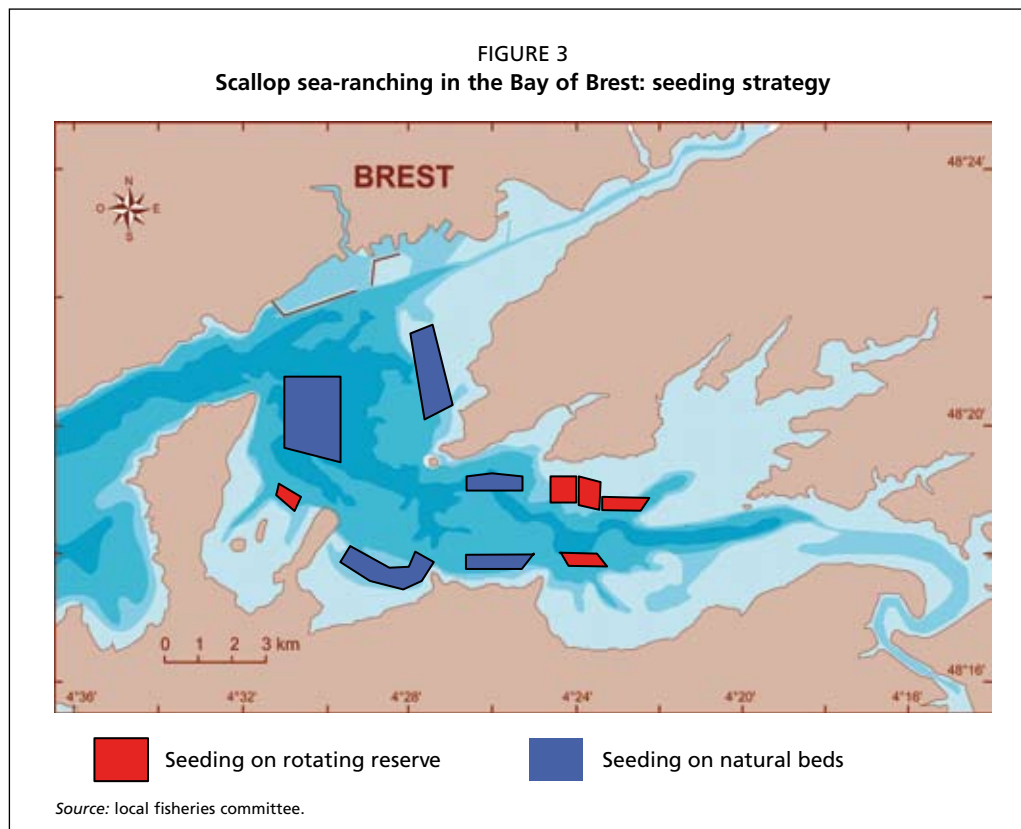 FIGURE 3
Scallop sea-ranching in the Bay of Brest: seeding strategy
BREST
48°24'
N
O E
S
48°20'
0 1 2 3 km
48°16'
4°36' 4°32' 4°28' 4°24' 4°20' 4°16'
Seeding on rotating reserve
Seeding on natural beds
Source: local fisheries committee.